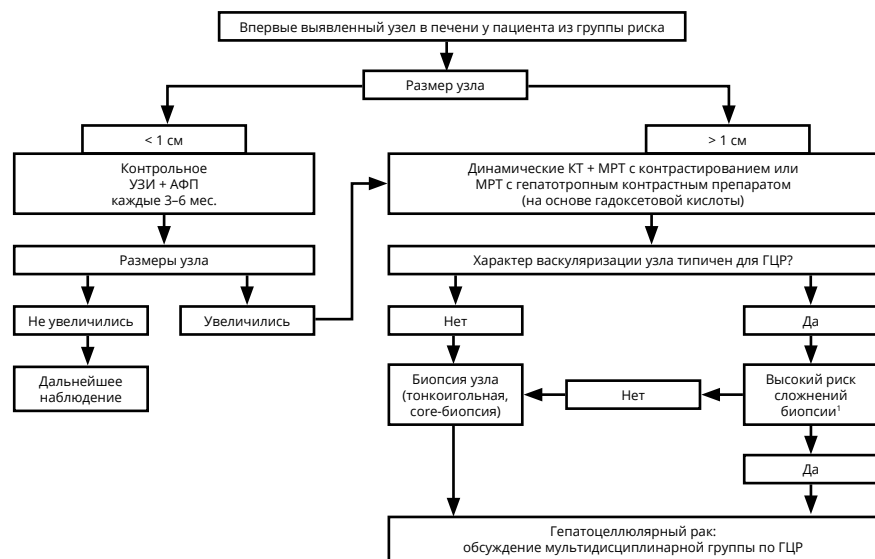 Впервые выявленный узел в печени у пациента из группы риска
Размер узла
< 1 см
> 1 см
Контрольное
УЗИ + АФП
каждые 3–6 мес.
Динамические КТ + МРТ с контрастированием или
МРТ с гепатотропным контрастным препаратом
(на основе гадоксетовой кислоты)
Размеры узла
Характер васкуляризации узла типичен для ГЦР?
Не увеличились
Увеличились
Нет
Да
Дальнейшее
наблюдение
Биопсия узла
(тонкоигольная,
core-биопсия)
Нет
Высокий риск
сложнений
биопсии¹
Да
Гепатоцеллюлярный рак:
обсуждение мультидисциплинарной группы по ГЦР